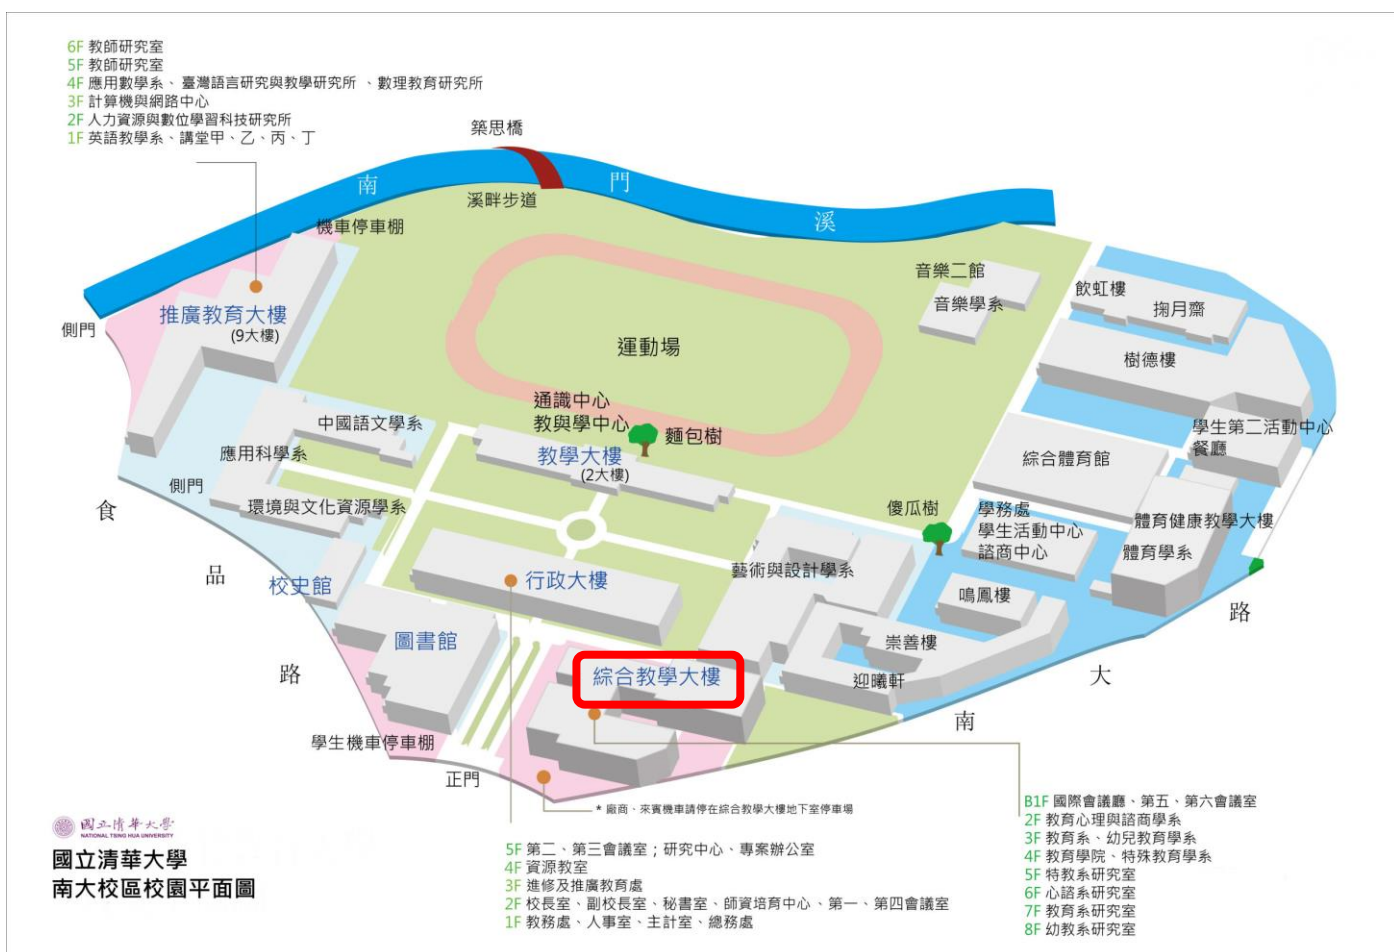 6F 教師研究室
5F 教師研究室
4F 應用數學系、臺灣語言研究與教學研究所 、數理教育研究所
3F 計算機與網路中心
2F 人力資源與數位學習科技研究所
1F 英語教學系、講堂甲、乙、丙、丁
築思橋
南
門
溪
溪畔步道
機車停車棚
側門
推廣教育大樓
(9大樓)
音樂二館
音樂學系
飲虹樓
掬月齋
樹德樓
運動場
通識中心
教與學中心
麵包樹
教學大樓
(2大樓)
中國語文學系
應用科學系
側門
環境與文化資源學系
學生第二活動中心
餐廳
綜合體育館
體育健康教學大樓
體育學系
傻瓜樹
學務處
學生活動中心
諮商中心
食
品
路
校史館
行政大樓
藝術與設計學系
鳴鳳樓
崇善樓
迎曦軒
圖書館
綜合教學大樓
南
大
路
學生機車停車棚
正門
* 廠商、來賓機車請停在綜合教學大樓地下室停車場
國立清華大學
NATIONAL TSING HUA UNIVERSITY
國立清華大學
南大校區校園平面圖
5F 第二、第三會議室；研究中心、專案辦公室
4F 資源教室
3F 進修及推廣教育處
2F 校長室、副校長室、秘書室、師資培育中心、第一、第四會議室
1F 教務處、人事室、主計室、總務處
B1F 國際會議廳、第五、第六會議室
2F 教育心理與諮商學系
3F 教育系、幼兒教育學系
4F 教育學院、特殊教育學系
5F 特教系研究室
6F 心諮系研究室
7F 教育系研究室
8F 幼教系研究室